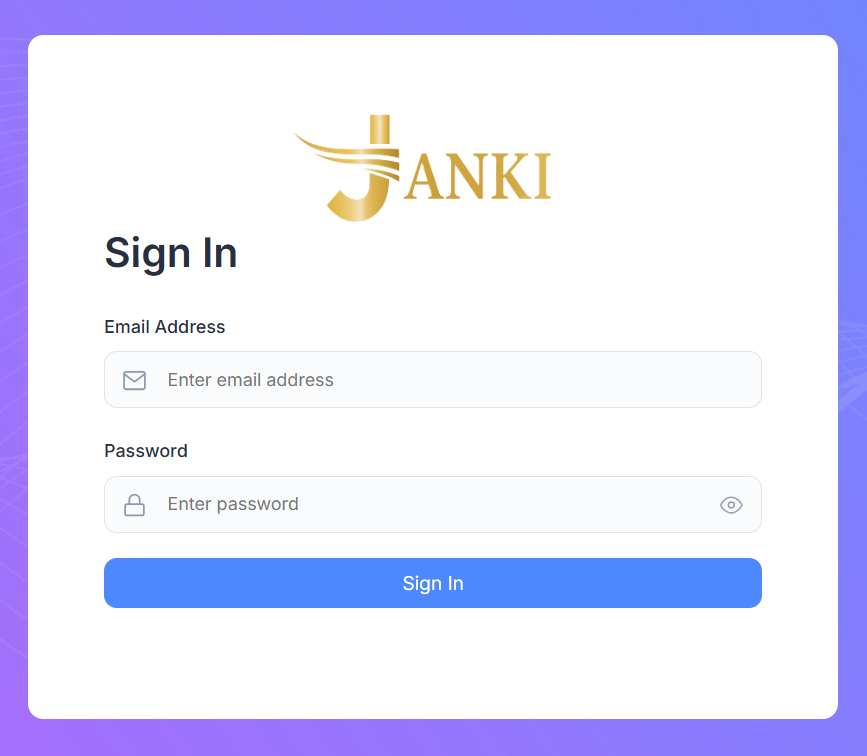 JANKI
Sign In
Email Address
Enter email address
Password
Enter password
Sign In